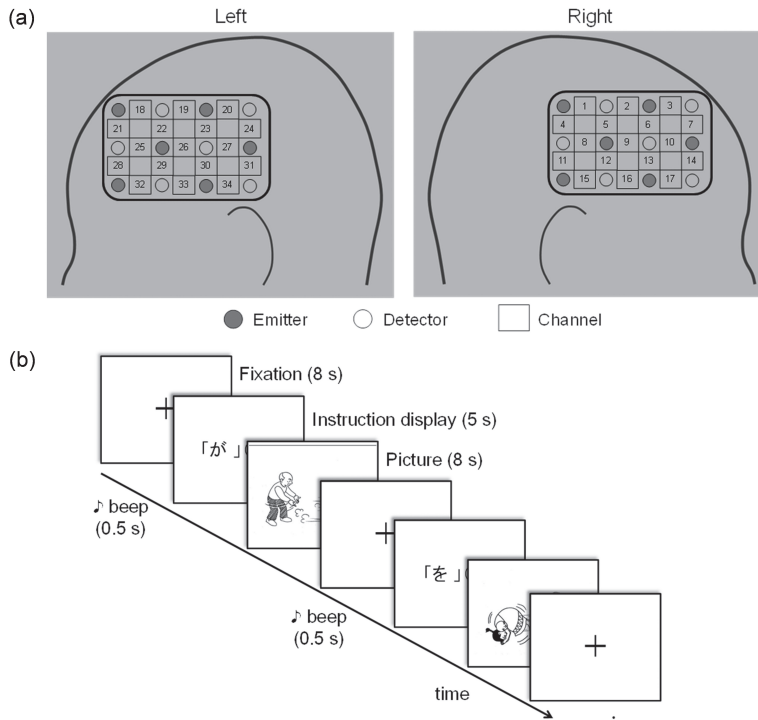 (a)
Left
Right
18 19 20
21 22 23 24
25 26 27
28 29 30 31
32 33 34
1 2 3
4 5 6 7
8 9 10
11 12 13 14
15 16 17
Emitter
Detector
Channel
(b)
Fixation (8 s)
「が 」
Instruction display (5 s)
Picture (8 s)
♪ beep
(0.5 s)
「を 」
♪ beep
(0.5 s)
time